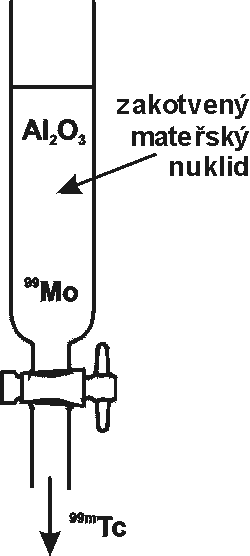 Al₂O₃
zakotvený
mateřský
nuklid
⁹⁹Mo
⁹⁹ᵐTc